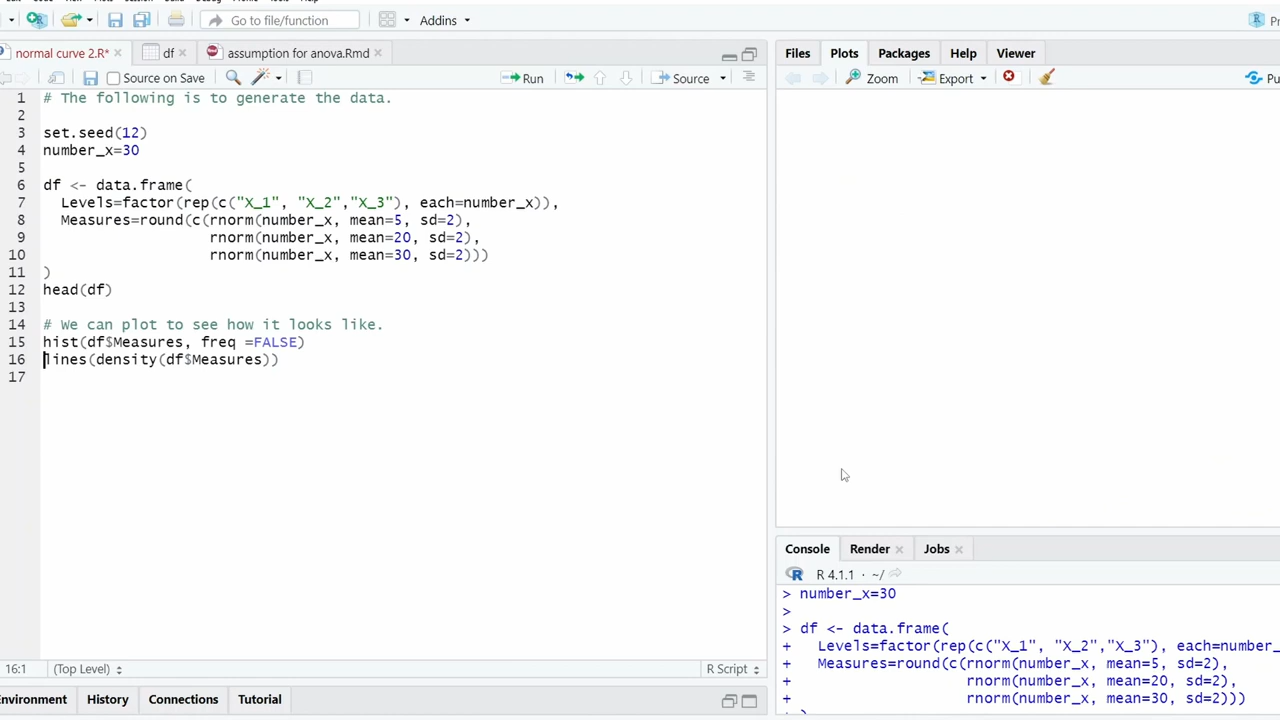 Go to file/function
Addins
normal curve 2.R*
df
assumption for anova.Rmd
Source on Save
Run
Source
1 # The following is to generate the data.
2
3 set.seed(12)
4 number_x=30
5
6 df <- data.frame(
7 Levels=factor(rep(c("X_1", "X_2","X_3"), each=number_x)),
8 Measures=round(c(rnorm(number_x, mean=5, sd=2),
9 rnorm(number_x, mean=20, sd=2),
10 rnorm(number_x, mean=30, sd=2)))
11 )
12 head(df)
13
14 # We can plot to see how it looks like.
15 hist(df$Measures, freq =FALSE)
16 lines(density(df$Measures))
17
16:1 (Top Level) R Script
Environment History Connections Tutorial
Files Plots Packages Help Viewer
Zoom Export Pu
Console Render Jobs
R 4.1.1 · ~/
> number_x=30
>
> df <- data.frame(
+ Levels=factor(rep(c("X_1", "X_2","X_3"), each=number_
+ Measures=round(c(rnorm(number_x, mean=5, sd=2),
+ rnorm(number_x, mean=20, sd=2),
+ rnorm(number_x, mean=30, sd=2)))